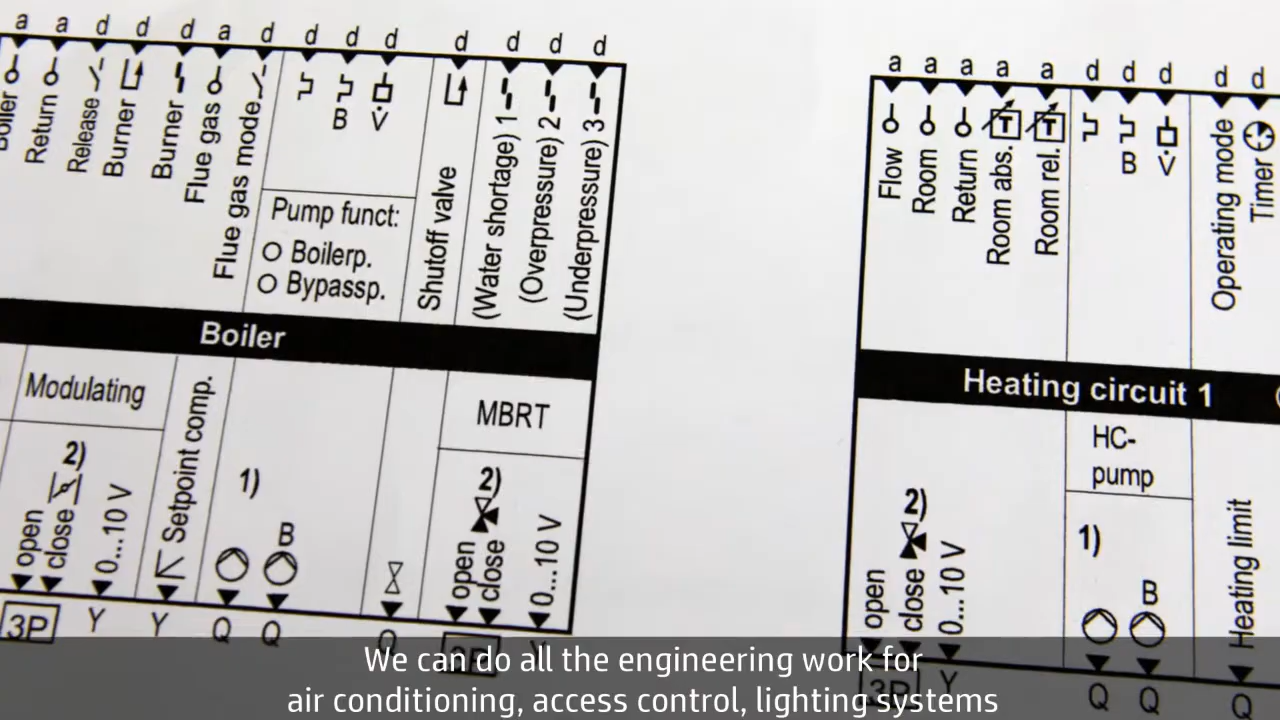 a a d d d a d d d d d d d d
Boiler
Return
Release
Burner
Burner
Flue gas
Flue gas mode
B
V
Pump funct:
Boilerp.
Bypassp.
Shutoff valve
(Water shortage) 1
(Overpressure) 2
(Underpressure) 3
Boiler
Modulating
2)
open
close
0...10 V
Setpoint comp.
1)
B
MBRT
2)
open
close
0...10 V
3P Y Y Q Q Q 3P Y
a a a a a d d d d d
Flow
Room
Return
T
Room abs.
T
Room rel.
B
V
Operating mode
Timer
Heating circuit 1
2)
open
close
0...10 V
HC-
pump
1)
B
Heating limit
3P Y Q Q Q
We can do all the engineering work for
air conditioning, access control, lighting systems